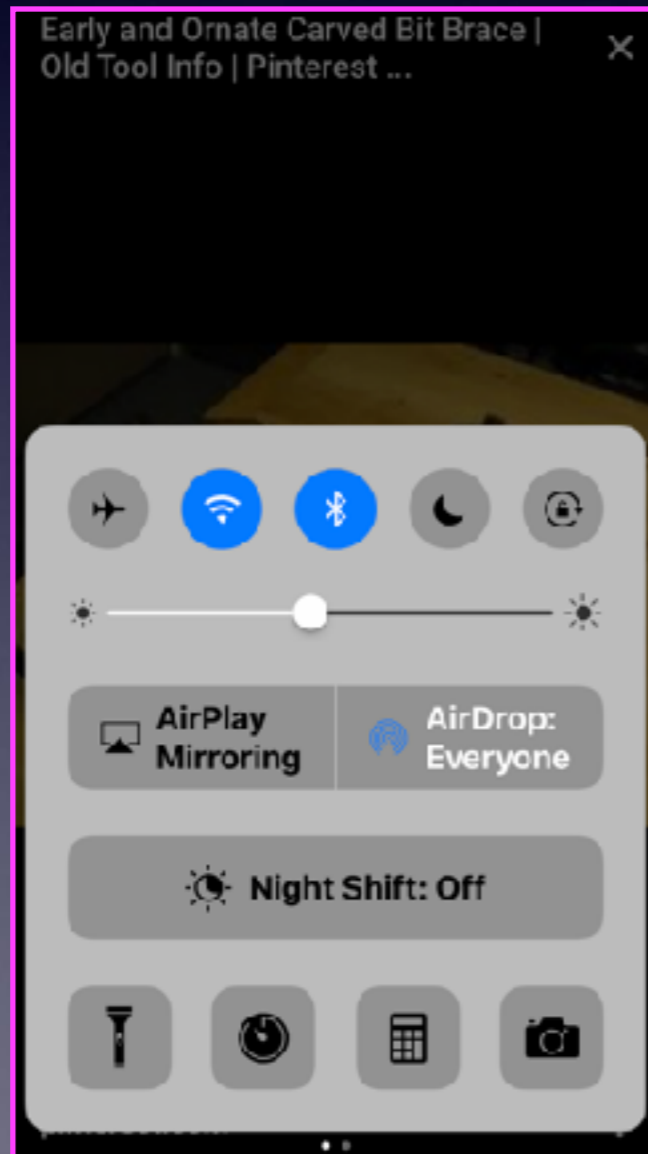 Early and Ornate Carved Bit Brace |
Old Tool Info | Pinterest ...
AirPlay
Mirroring
AirDrop:
Everyone
Night Shift: Off